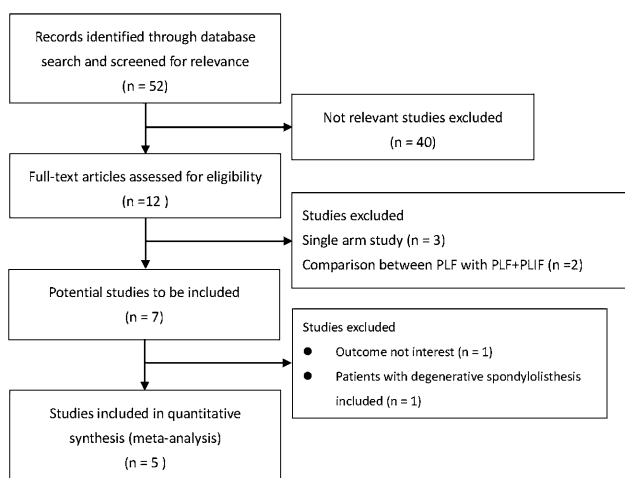 Records identified through database
search and screened for relevance
(n = 52)
Not relevant studies excluded
(n = 40)
Full-text articles assessed for eligibility
(n =12 )
Studies excluded
Single arm study (n = 3)
Comparison between PLF with PLF+PLIF (n =2)
Potential studies to be included
(n = 7)
Studies excluded
● Outcome not interest (n = 1)
● Patients with degenerative spondylolisthesis
included (n = 1)
Studies included in quantitative
synthesis (meta-analysis)
(n = 5 )